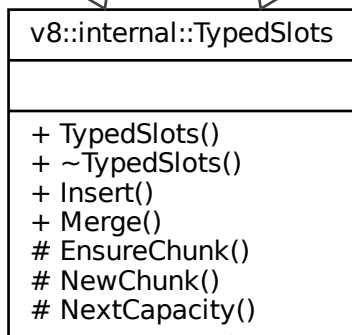 v8::internal::TypedSlots
+ TypedSlots()
+ ~TypedSlots()
+ Insert()
+ Merge()
# EnsureChunk()
# NewChunk()
# NextCapacity()